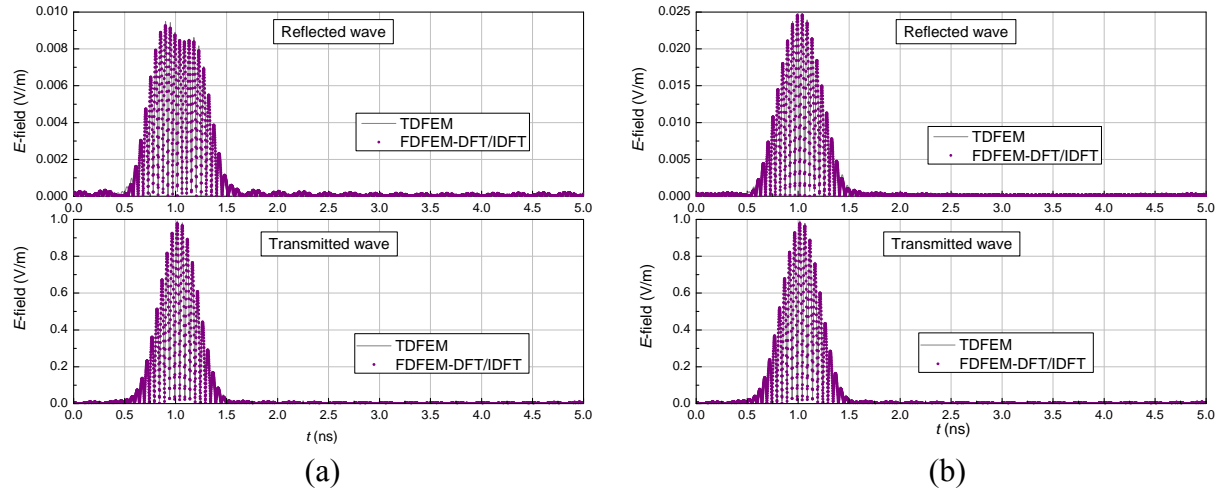 0.010
0.008
0.006
0.004
0.002
0.000
E-field (V/m)
Reflected wave
TDFEM
FDFEM-DFT/IDFT
0.0 0.5 1.0 1.5 2.0 2.5 3.0 3.5 4.0 4.5 5.0
1.0
0.8
0.6
0.4
0.2
0.0
E-field (V/m)
Transmitted wave
TDFEM
FDFEM-DFT/IDFT
0.0 0.5 1.0 1.5 2.0 2.5 3.0 3.5 4.0 4.5 5.0
t (ns)
(a)
0.025
0.020
0.015
0.010
0.005
0.000
E-field (V/m)
Reflected wave
TDFEM
FDFEM-DFT/IDFT
0.0 0.5 1.0 1.5 2.0 2.5 3.0 3.5 4.0 4.5 5.0
1.0
0.8
0.6
0.4
0.2
0.0
E-field (V/m)
Transmitted wave
TDFEM
FDFEM-DFT/IDFT
0.0 0.5 1.0 1.5 2.0 2.5 3.0 3.5 4.0 4.5 5.0
t (ns)
(b)